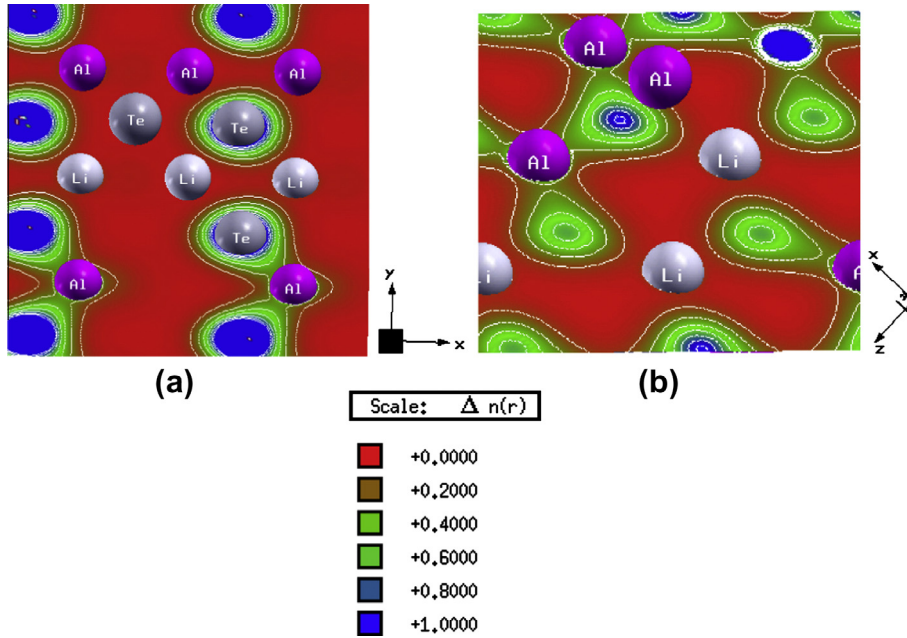 Al Al Al
Te Te
Li Li Li
Te
Al Al
y
x
(a)
Al Al
Al Li
Li Li A
x
y
z
(b)
Scale: Δ n(r)
+0.0000
+0.2000
+0.4000
+0.6000
+0.8000
+1.0000